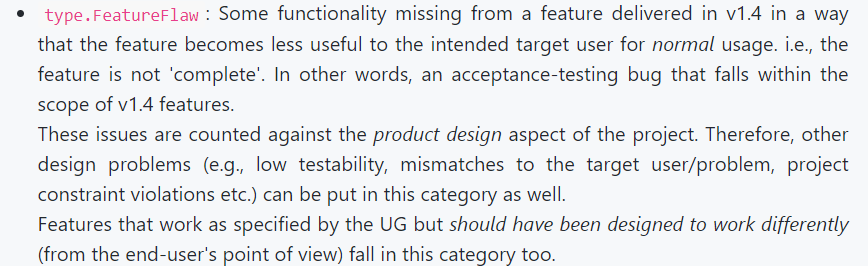 • type.FeatureFlaw : Some functionality missing from a feature delivered in v1.4 in a way
that the feature becomes less useful to the intended target user for normal usage. i.e., the
feature is not 'complete'. In other words, an acceptance-testing bug that falls within the
scope of v1.4 features.
These issues are counted against the product design aspect of the project. Therefore, other
design problems (e.g., low testability, mismatches to the target user/problem, project
constraint violations etc.) can be put in this category as well.
Features that work as specified by the UG but should have been designed to work differently
(from the end-user's point of view) fall in this category too.